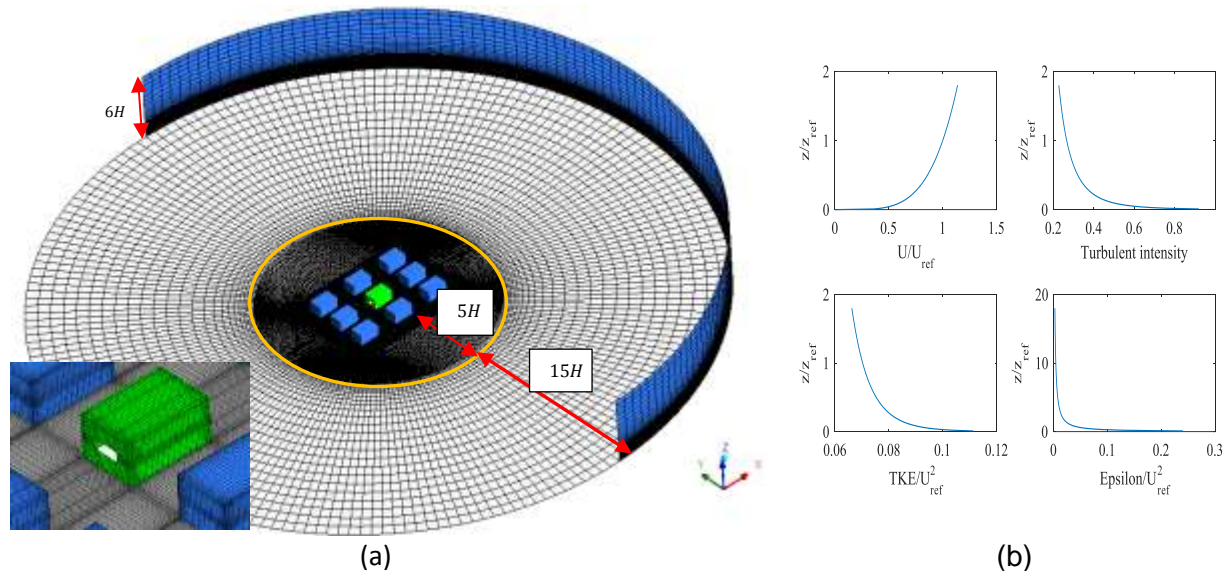 6H
5H
15H
(a)
2
1
0
z/z_ref
0
0.5
1
1.5
U/U_ref
2
1
0
z/z_ref
0.2
0.4
0.6
0.8
Turbulent intensity
2
1
0
z/z_ref
0.06
0.08
0.1
0.12
TKE/U²_ref
20
10
0
z/z_ref
0
0.1
0.2
0.3
Epsilon/U²_ref
(b)